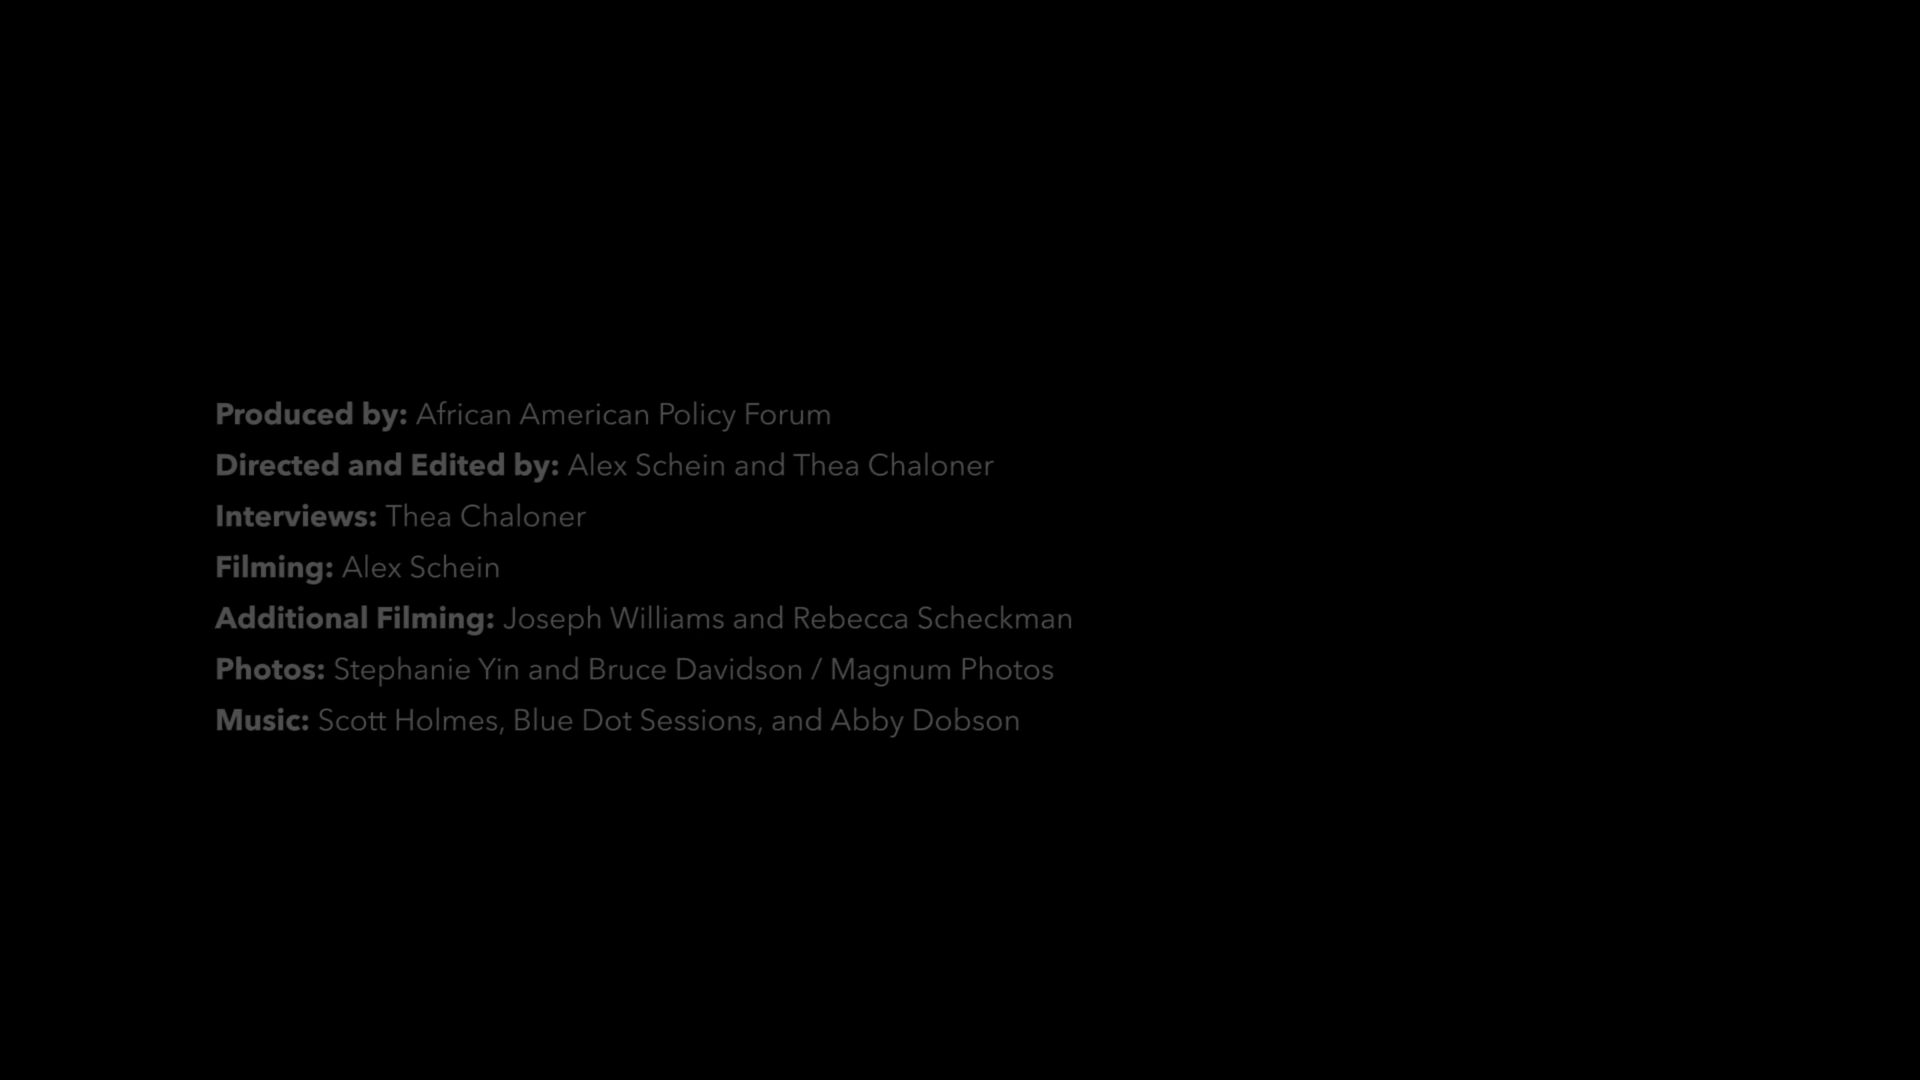 Produced by: African American Policy Forum
Directed and Edited by: Alex Schein and Thea Chaloner
Interviews: Thea Chaloner
Filming: Alex Schein
Additional Filming: Joseph Williams and Rebecca Scheckman
Photos: Stephanie Yin and Bruce Davidson / Magnum Photos
Music: Scott Holmes, Blue Dot Sessions, and Abby Dobson